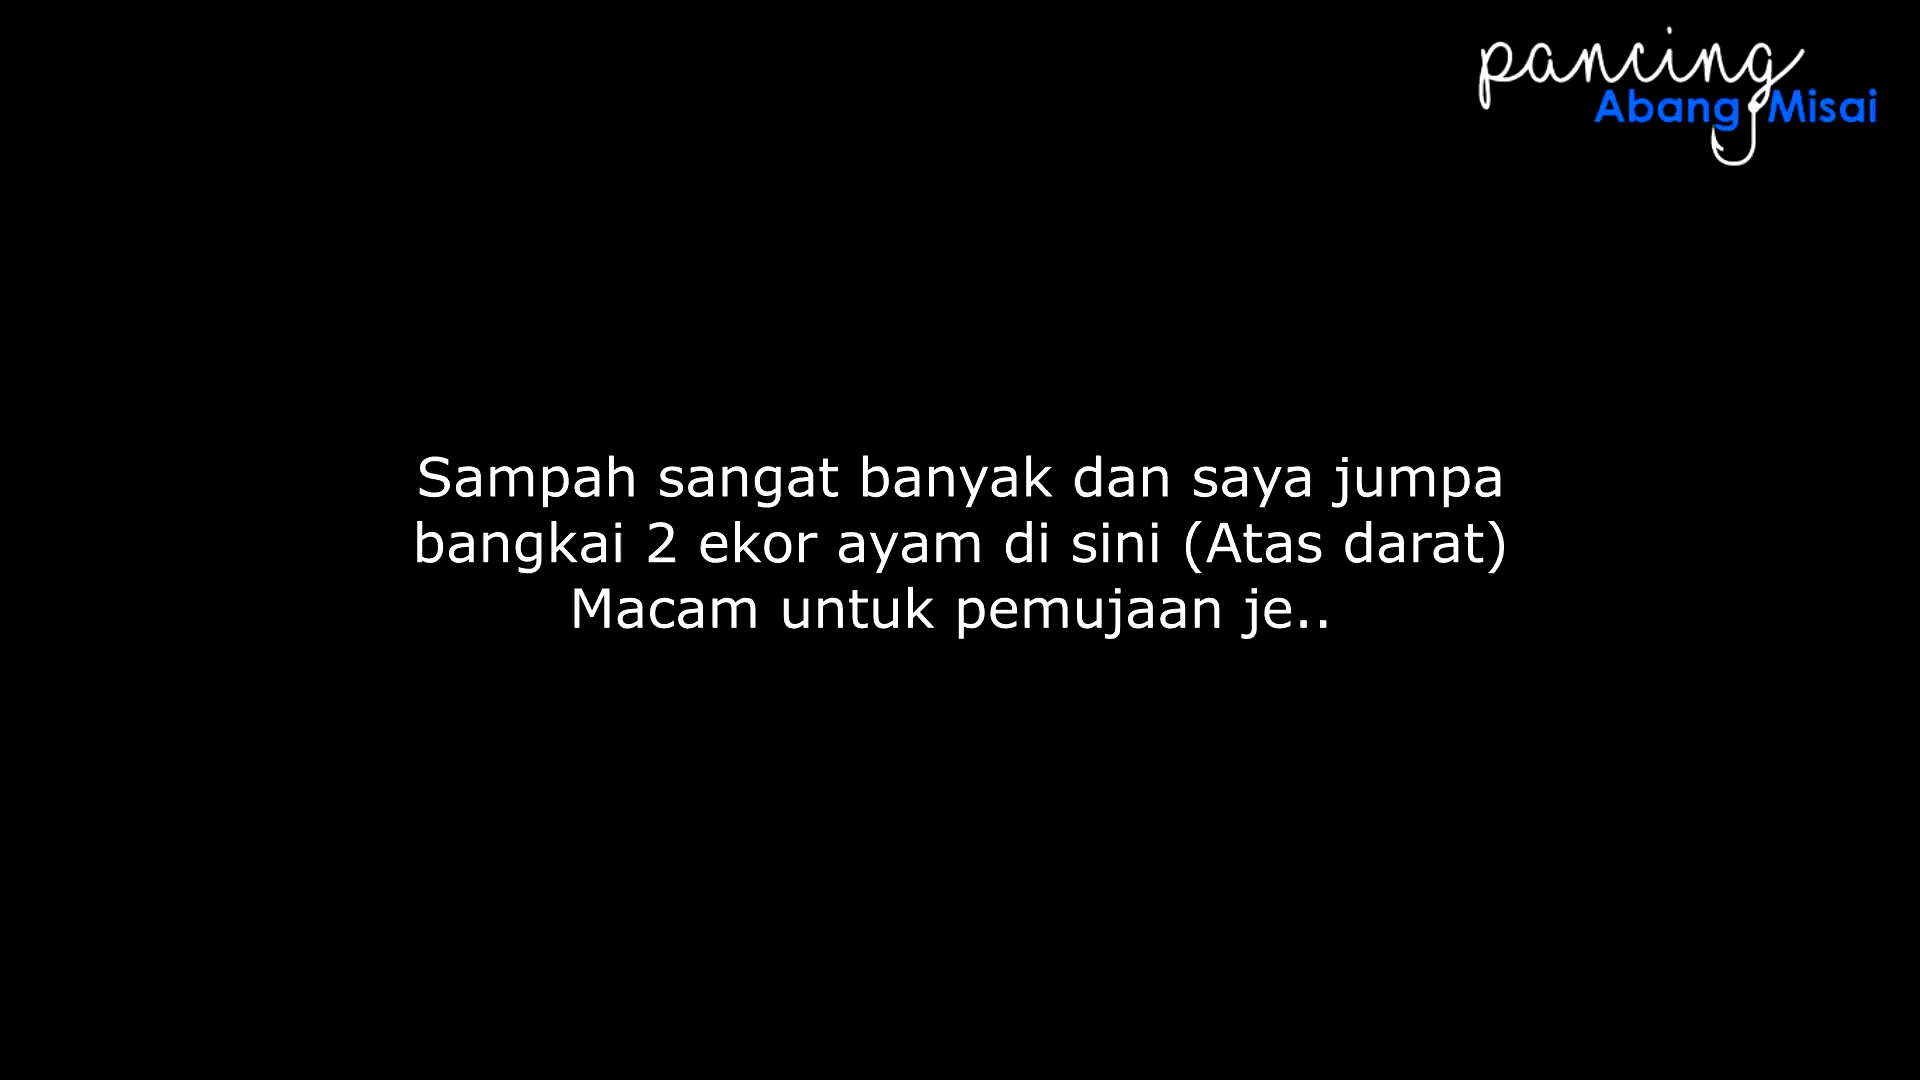 pancing
Abang Misai
Sampah sangat banyak dan saya jumpa
bangkai 2 ekor ayam di sini (Atas darat)
Macam untuk pemujaan je..